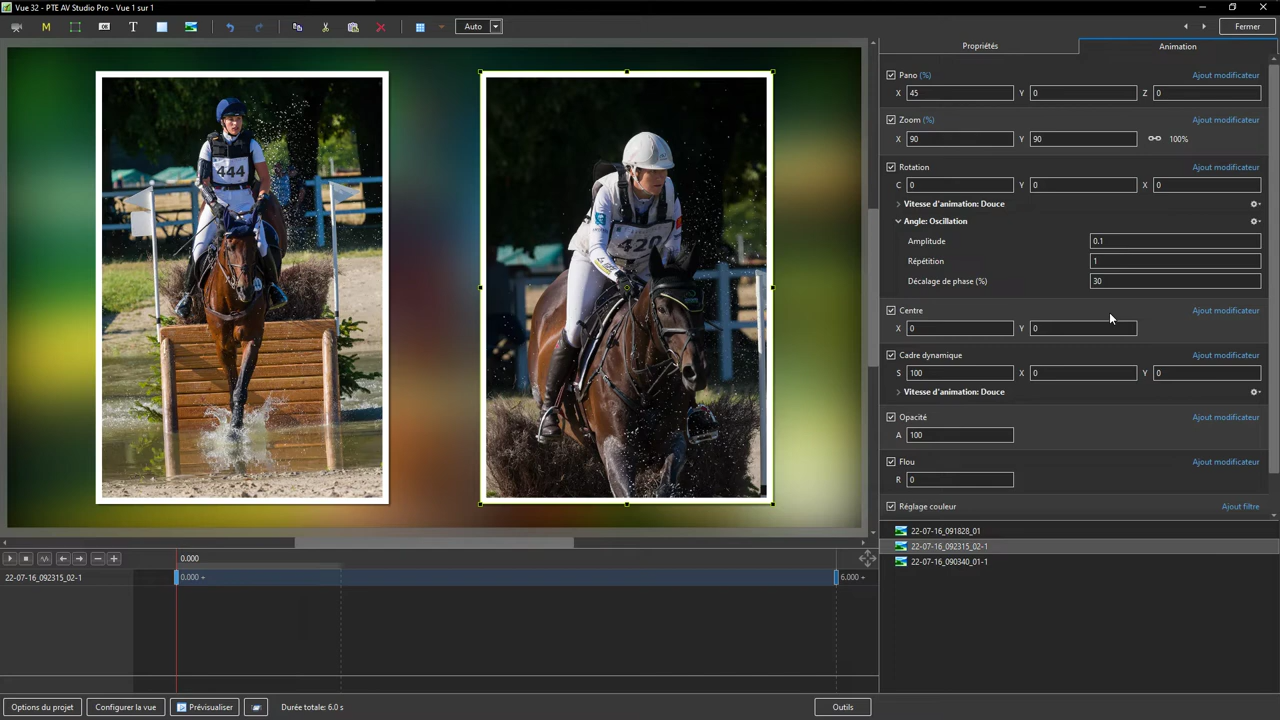 Vue 32 - PTE AV Studio Pro - Vue 1 sur 1
M
OK
T
Auto
Fermer
444
420
Propriétés
Animation
Pano (%)
Ajout modificateur
X 45 Y 0 Z 0
Zoom (%)
Ajout modificateur
X 90 Y 90 100%
Rotation
Ajout modificateur
C 0 Y 0 X 0
Vitesse d'animation: Douce
Angle: Oscillation
Amplitude 0.1
Répétition 1
Décalage de phase (%) 30
Centre
Ajout modificateur
X 0 Y 0
Cadre dynamique
Ajout modificateur
S 100 X 0 Y 0
Vitesse d'animation: Douce
Opacité
Ajout modificateur
A 100
Flou
Ajout modificateur
R 0
Réglage couleur
Ajout filtre
22-07-16_091828_01
22-07-16_092315_02-1
22-07-16_090340_01-1
0.000
22-07-16_092315_02-1
0.000 +
6.000 +
Options du projet
Configurer la vue
Prévisualiser
Durée totale: 6.0 s
Outils